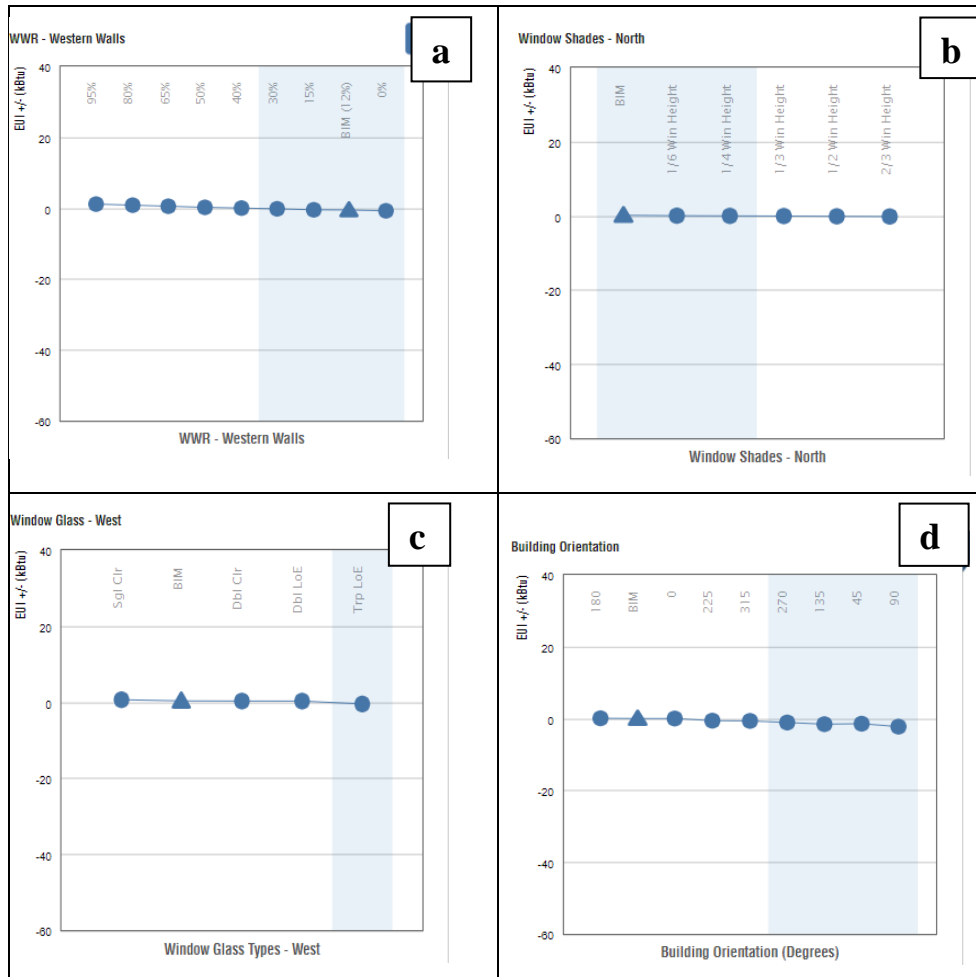 WWR - Western Walls
a
EUI +/- (kBtu)
40
20
0
-20
-40
-60
95%
80%
65%
50%
40%
30%
15%
BIM (12%)
0%
WWR - Western Walls
Window Shades - North
b
EUI +/- (kBtu)
40
20
0
-20
-40
-60
BIM
1/6 Win Height
1/4 Win Height
1/3 Win Height
1/2 Win Height
2/3 Win Height
Window Shades - North
Window Glass - West
c
EUI +/- (kBtu)
40
20
0
-20
-40
-60
Sgl Clr
BIM
Dbl Clr
Dbl LoE
Trp LoE
Window Glass Types - West
Building Orientation
d
EUI +/- (kBtu)
40
20
0
-20
-40
-60
180
BIM
0
225
315
270
135
45
90
Building Orientation (Degrees)